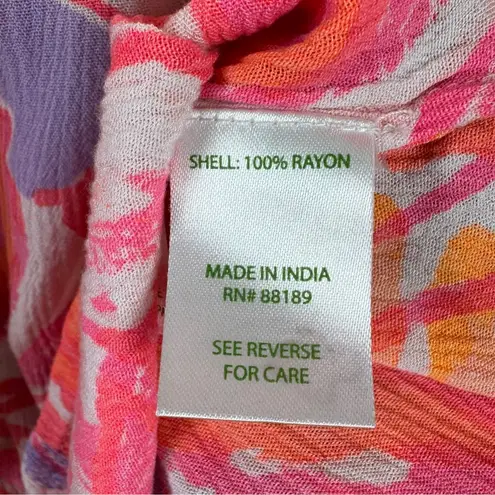 SHELL: 100% RAYON
MADE IN INDIA
RN# 88189
SEE REVERSE
FOR CARE